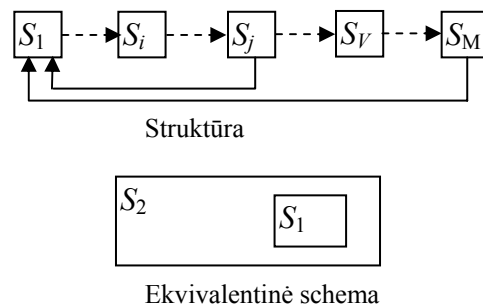 S1 Si Sj SV SM
Struktūra
S2 S1
Ekvivalentinė schema